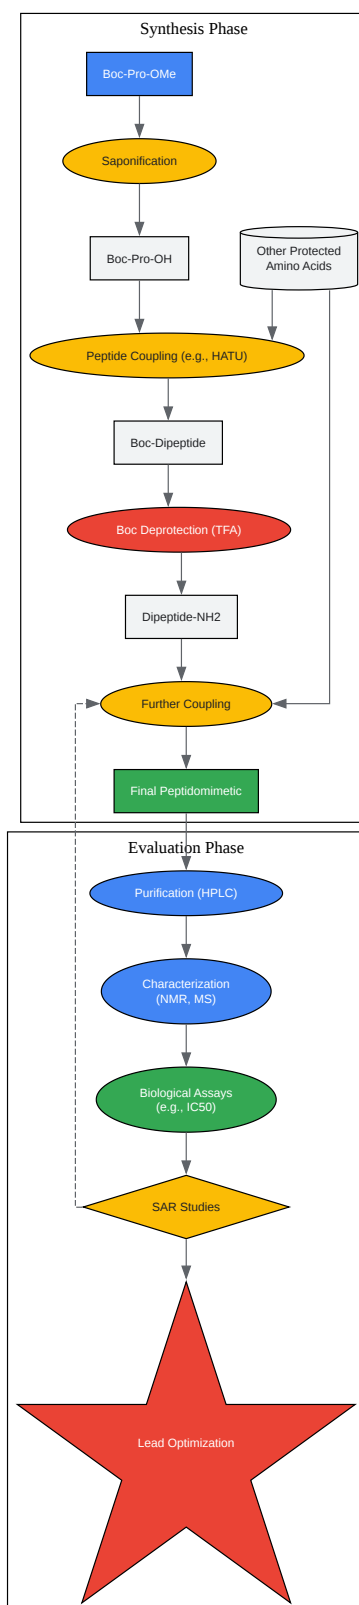 Synthesis Phase
Boc-Pro-OMe
Saponification
Boc-Pro-OH
Other Protected
Amino Acids
Peptide Coupling (e.g., HATU)
Boc-Dipeptide
Boc Deprotection (TFA)
Dipeptide-NH2
Further Coupling
Final Peptidomimetic
Evaluation Phase
Purification (HPLC)
Characterization
(NMR, MS)
Biological Assays
(e.g., IC50)
SAR Studies
Lead Optimization